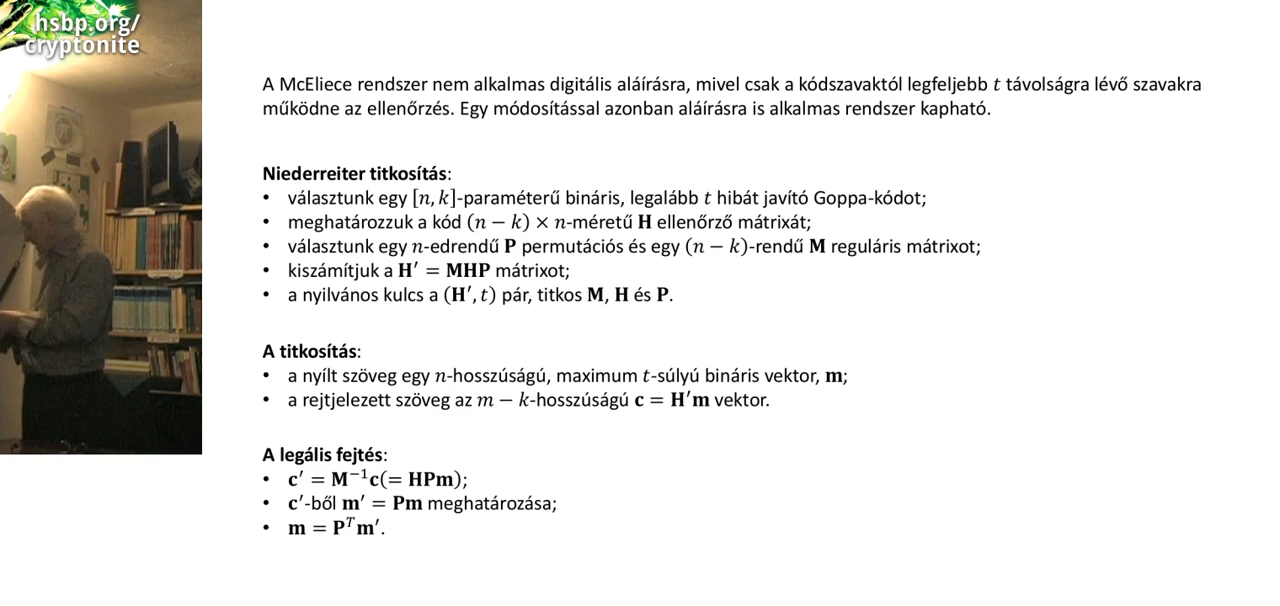 hsbp.org/
cryptonite
A McEliece rendszer nem alkalmas digitális aláírásra, mivel csak a kódszavaktól legfeljebb t távolságra lévő szavakra
működne az ellenőrzés. Egy módosítással azonban aláírásra is alkalmas rendszer kapható.
Niederreiter titkosítás:
• választunk egy [n, k]-paraméterű bináris, legalább t hibát javító Goppa-kódot;
• meghatározzuk a kód (n − k) × n-méretű H ellenőrző mátrixát;
• választunk egy n-edrendű P permutációs és egy (n − k)-rendű M reguláris mátrixot;
• kiszámítjuk a H′ = MHP mátrixot;
• a nyilvános kulcs a (H′, t) pár, titkos M, H és P.
A titkosítás:
• a nyílt szöveg egy n-hosszúságú, maximum t-súlyú bináris vektor, m;
• a rejtjelezett szöveg az m − k-hosszúságú c = H′m vektor.
A legális fejtés:
• c′ = M⁻¹c(= HPm);
• c′-ből m′ = Pm meghatározása;
• m = Pᵀm′.